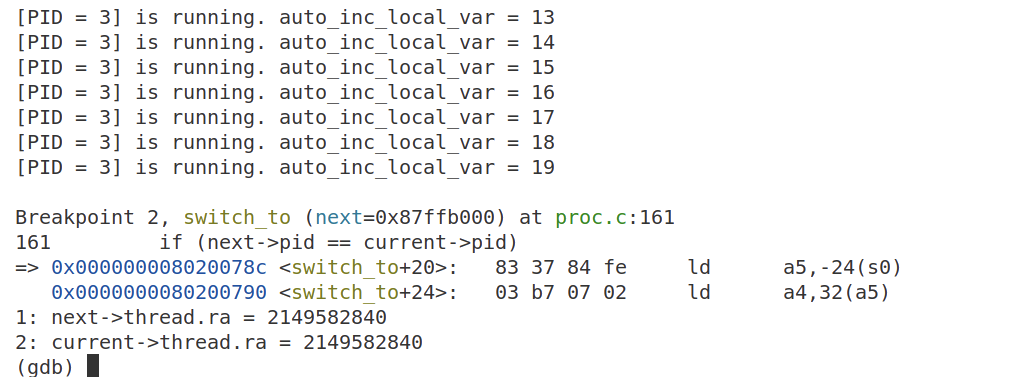 [PID = 3] is running. auto_inc_local_var = 13
[PID = 3] is running. auto_inc_local_var = 14
[PID = 3] is running. auto_inc_local_var = 15
[PID = 3] is running. auto_inc_local_var = 16
[PID = 3] is running. auto_inc_local_var = 17
[PID = 3] is running. auto_inc_local_var = 18
[PID = 3] is running. auto_inc_local_var = 19

Breakpoint 2, switch_to (next=0x87ffb000) at proc.c:161
161         if (next->pid == current->pid)
=> 0x000000008020078c <switch_to+20>:   83 37 84 fe     ld      a5,-24(s0)
   0x0000000080200790 <switch_to+24>:   03 b7 07 02     ld      a4,32(a5)
1: next->thread.ra = 2149582840
2: current->thread.ra = 2149582840
(gdb)